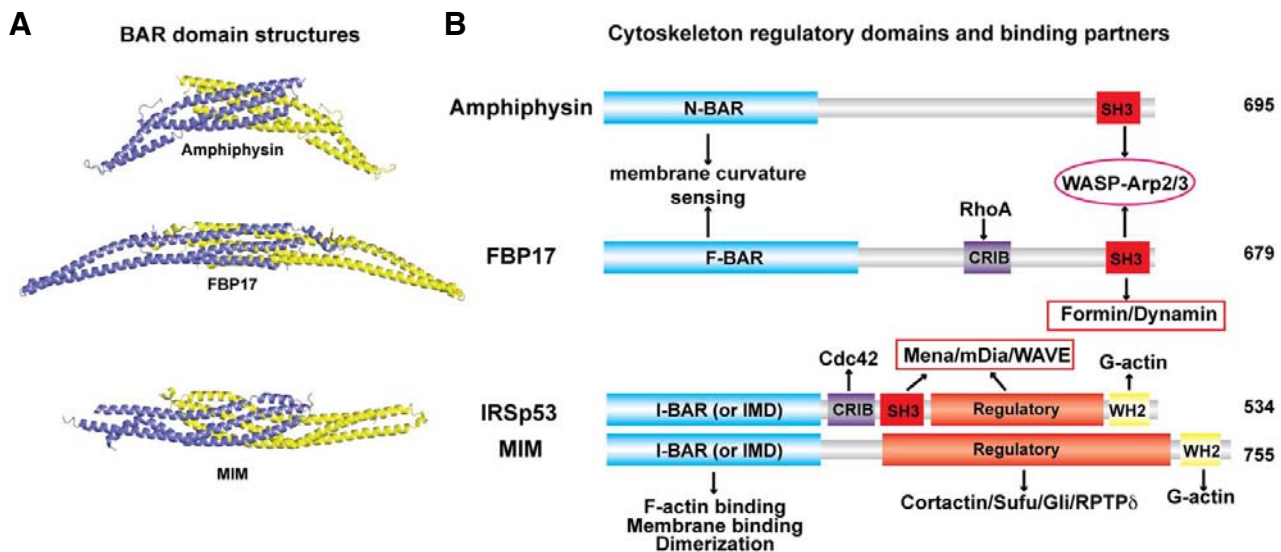 A
BAR domain structures
Amphiphysin
FBP17
MIM
B
Cytoskeleton regulatory domains and binding partners
Amphiphysin
N-BAR
SH3
695
membrane curvature
sensing
WASP-Arp2/3
RhoA
FBP17
F-BAR
CRIB
SH3
679
Formin/Dynamin
Cdc42
Mena/mDia/WAVE
G-actin
IRSp53
I-BAR (or IMD)
CRIB
SH3
Regulatory
WH2
534
MIM
I-BAR (or IMD)
Regulatory
WH2
755
F-actin binding
Membrane binding
Dimerization
Cortactin/Sufu/Gli/RPTPδ
G-actin